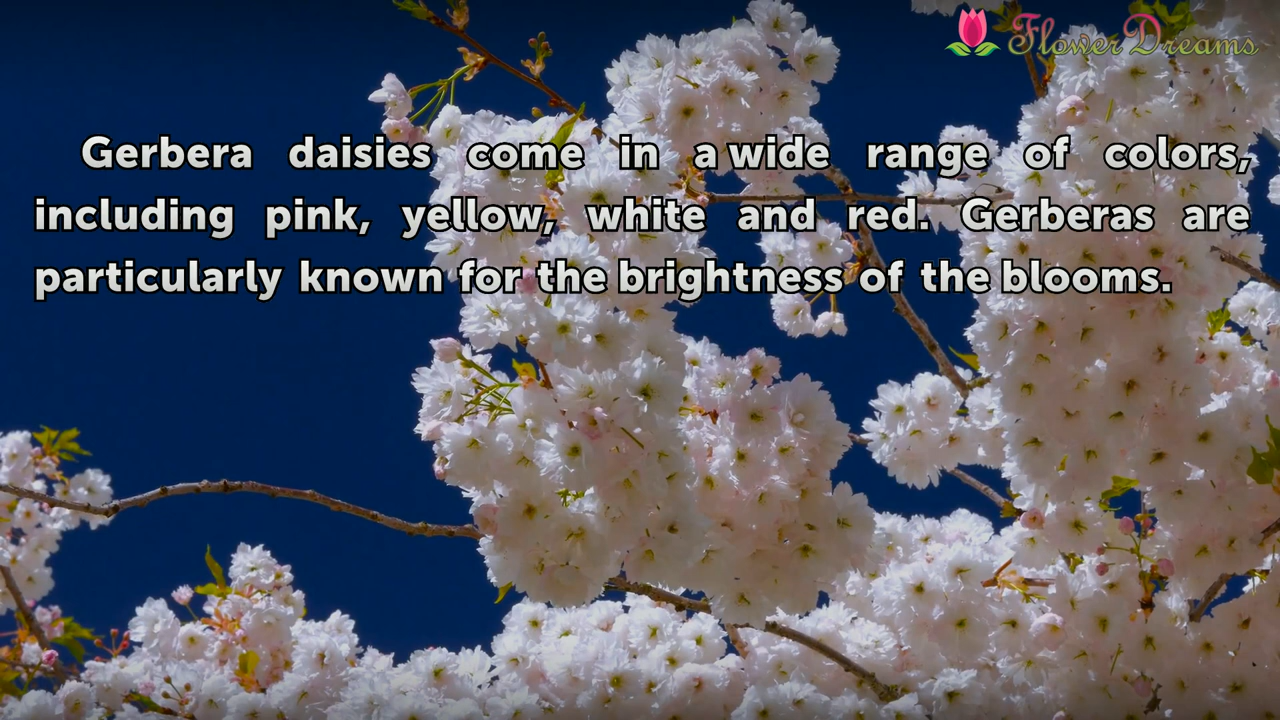 Flower Dreams
Gerbera daisies come in a wide range of colors,
including pink, yellow, white and red. Gerberas are
particularly known for the brightness of the blooms.